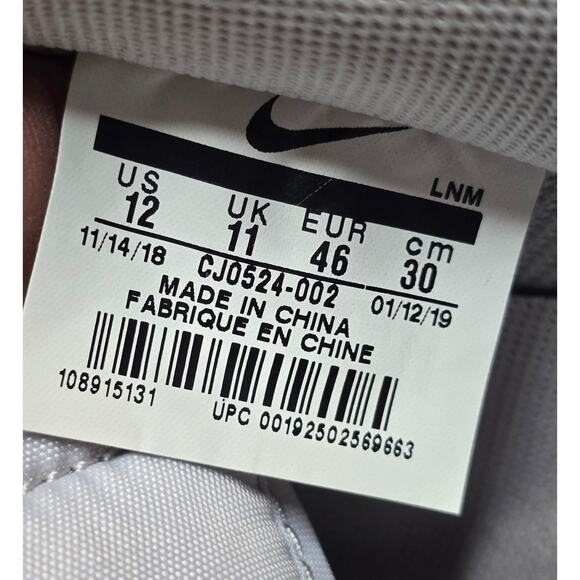 LNM
US UK EUR cm
12 11 46 30
11/14/18 CJ0524-002 01/12/19
MADE IN CHINA
FABRIQUÉ EN CHINE
108915131 UPC 00192502569663